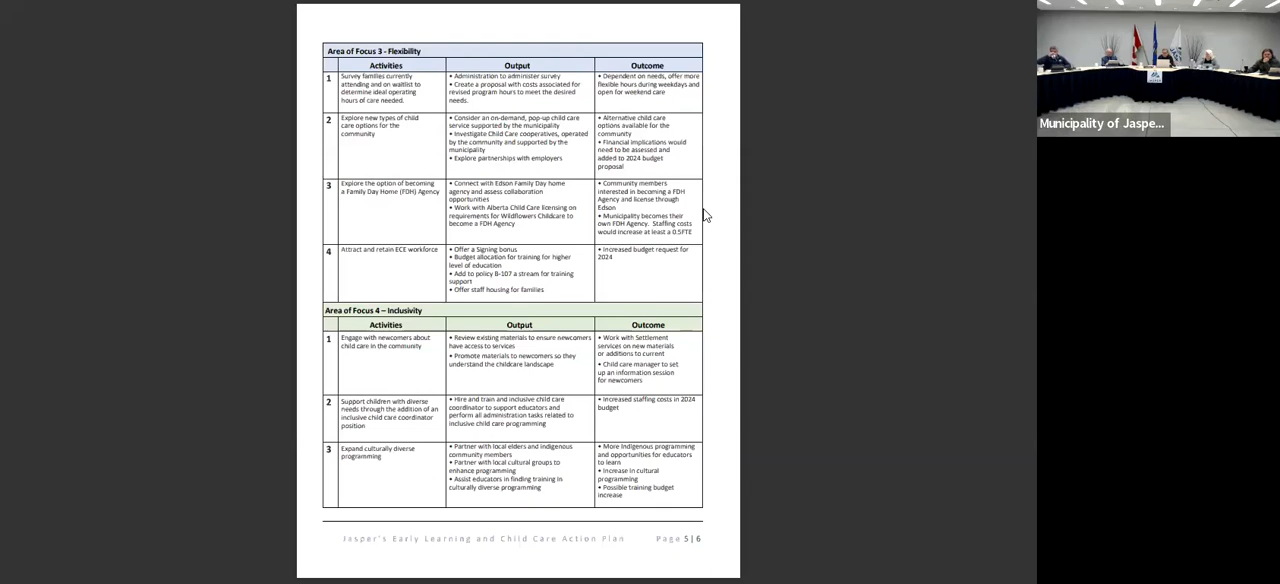 Area of Focus 3 - Flexibility
Activities Output Outcome
1
Survey families currently
attending and on waitlist to
determine ideal operating
hours of care needed.
• Administration to administer survey
• Create a proposal with costs associated for
revised program hours to meet the desired
needs.
• Dependent on needs, offer more
flexible hours during weekdays and
open for weekend care
2
Explore new types of child
care options for the
community
• Consider an on-demand, pop-up child care
service supported by the municipality
• Investigate Child Care cooperatives, operated
by the community and supported by the
municipality
• Explore partnerships with employers
• Alternative child care
options available for the
community
• Financial implications would
need to be assessed and
added to 2024 budget
proposal
3
Explore the option of becoming
a Family Day Home (FDH) Agency
• Connect with Edson Family Day home
agency and assess collaboration
opportunities
• Work with Alberta Child Care licensing on
requirements for Wildflowers Childcare to
become a FDH Agency
• Community members
interested in becoming a FDH
Agency and license through
Edson
• Municipality becomes their
own FDH Agency. Staffing costs
would increase at least a 0.5FTE
4
Attract and retain ECE workforce
• Offer a Signing bonus
• Budget allocation for training for higher
level of education
• Add to policy B-107 a stream for training
support
• Offer staff housing for families
• Increased budget request for
2024
Area of Focus 4 – Inclusivity
Activities Output Outcome
1
Engage with newcomers about
child care in the community
• Review existing materials to ensure newcomers
have access to services
• Promote materials to newcomers so they
understand the childcare landscape
• Work with Settlement
services on new materials
or additions to current
• Child care manager to set
up an information session
for newcomers
2
Support children with diverse
needs through the addition of an
inclusive child care coordinator
position
• Hire and train and inclusive child care
coordinator to support educators and
perform all administration tasks related to
inclusive child care programming
• Increased staffing costs in 2024
budget
3
Expand culturally diverse
programming
• Partner with local elders and indigenous
community members
• Partner with local cultural groups to
enhance programming
• Assist educators in finding training in
culturally diverse programming
• More Indigenous programming
and opportunities for educators
to learn
• Increase in cultural
programming
• Possible training budget
increase
Jasper's Early Learning and Child Care Action Plan Page 5 | 6
Municipality of Jaspe...